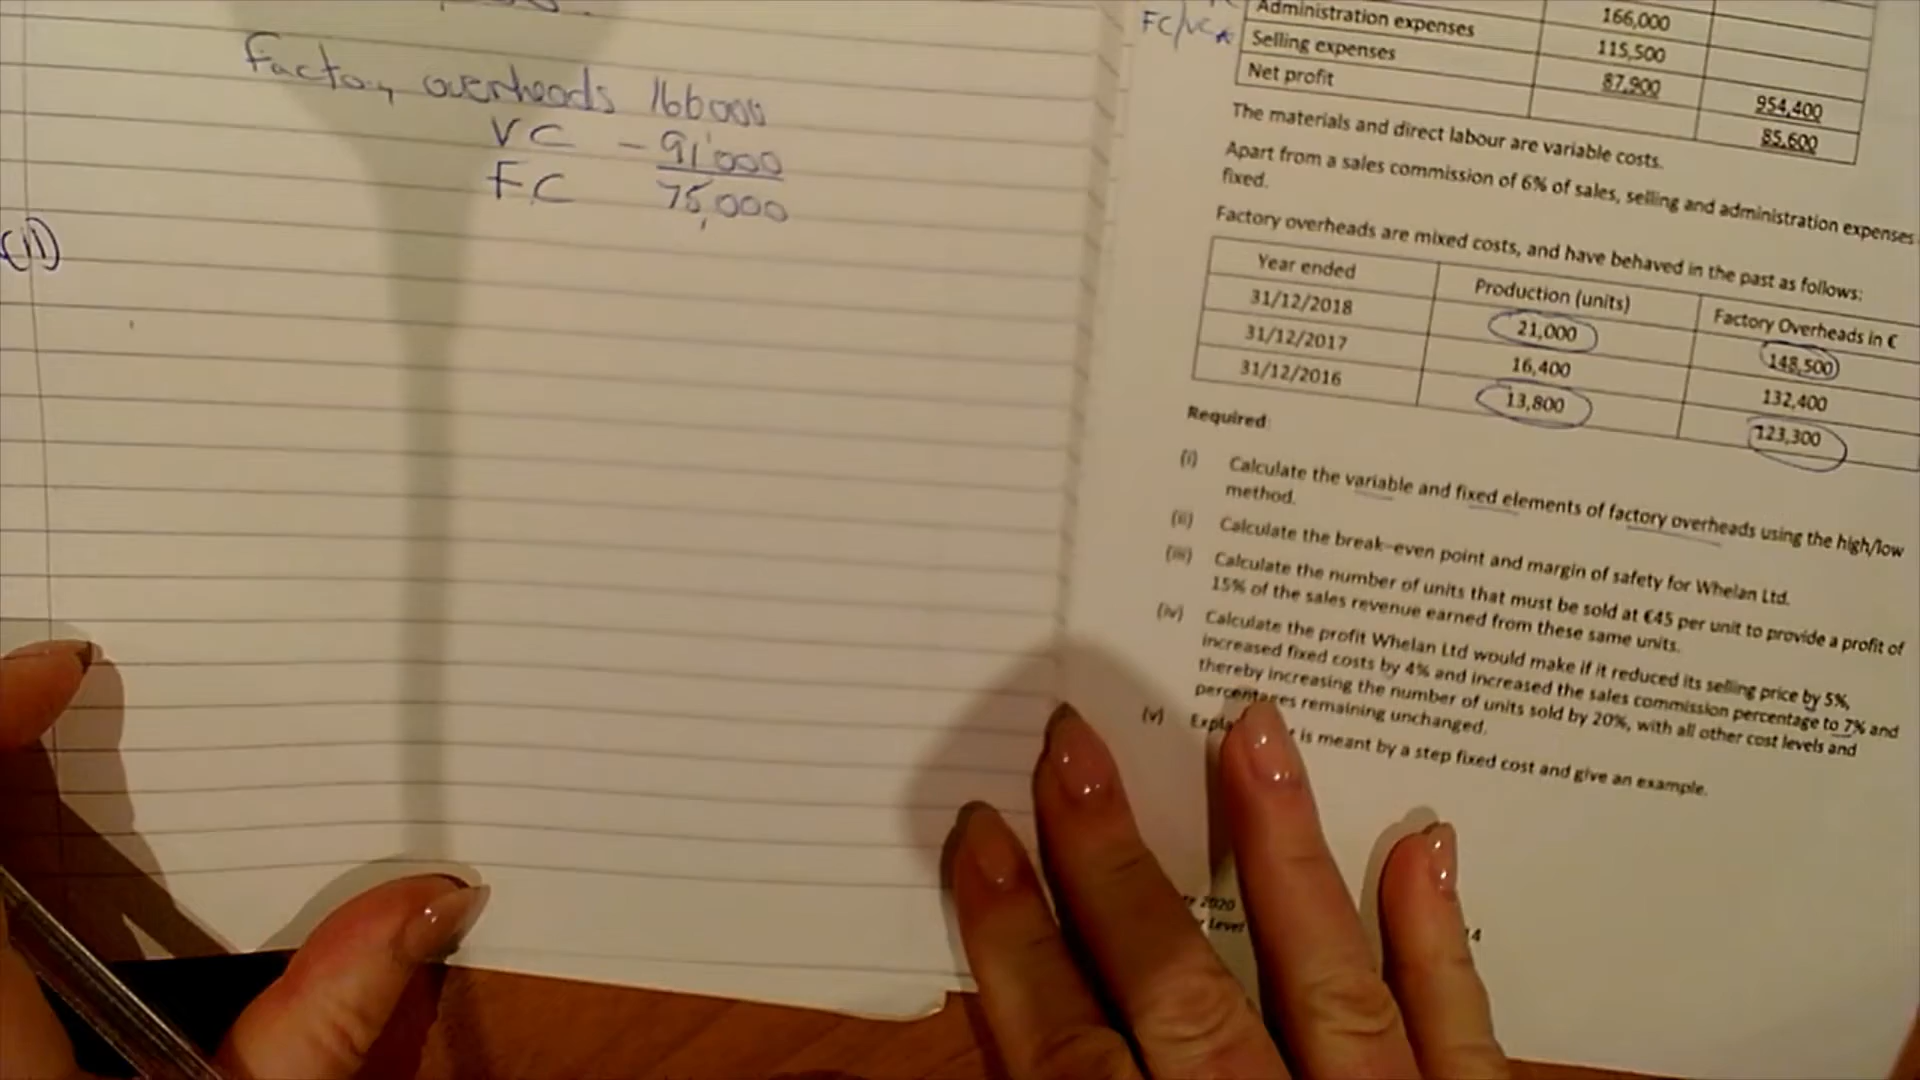 Factory overheads 166000
VC - 91'000
FC 75,000
(ii)
FC/VC
Administration expenses 166,000
Selling expenses 115,500
Net profit 87,900 954,400
85,600
The materials and direct labour are variable costs.
Apart from a sales commission of 6% of sales, selling and administration expenses
fixed.
Factory overheads are mixed costs, and have behaved in the past as follows:
Year ended Production (units) Factory Overheads in €
31/12/2018 21,000 148,500
31/12/2017 16,400 132,400
31/12/2016 13,800 123,300
Required
(i) Calculate the variable and fixed elements of factory overheads using the high/low
method.
(ii) Calculate the break-even point and margin of safety for Whelan Ltd.
(iii) Calculate the number of units that must be sold at €45 per unit to provide a profit of
15% of the sales revenue earned from these same units.
(iv) Calculate the profit Whelan Ltd would make if it reduced its selling price by 5%,
increased fixed costs by 4% and increased the sales commission percentage to 7% and
thereby increasing the number of units sold by 20%, with all other cost levels and
percentages remaining unchanged.
(v) is meant by a step fixed cost and give an example.
2020
Level 14